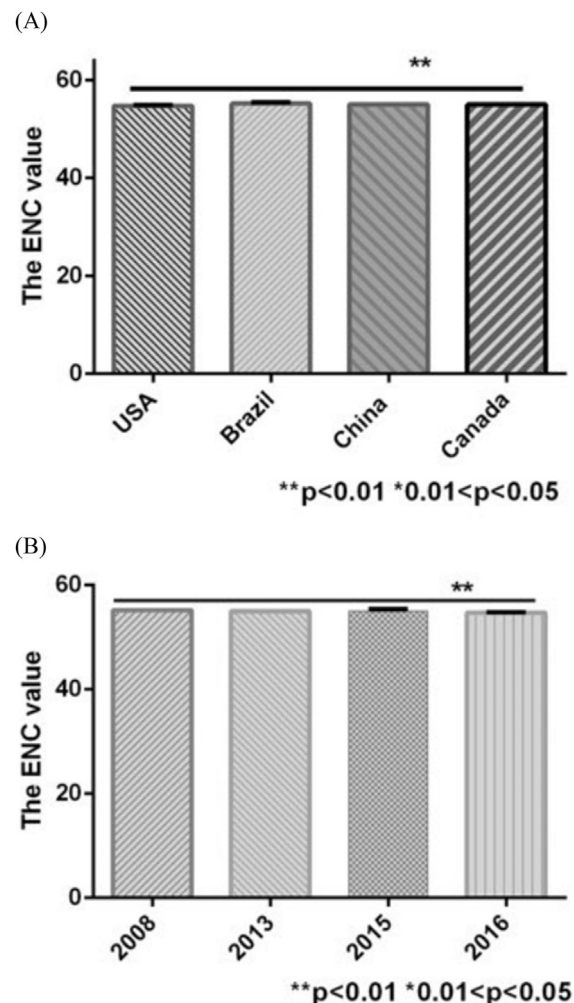 (A)
The ENC value
60
40
20
0
**
USA
Brazil
China
Canada
**p<0.01 *0.01<p<0.05
(B)
The ENC value
60
40
20
0
**
2008
2013
2015
2016
**p<0.01 *0.01<p<0.05